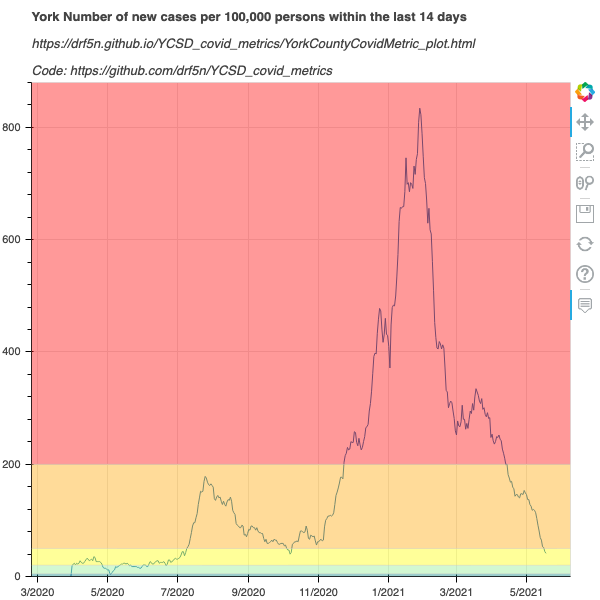 York Number of new cases per 100,000 persons within the last 14 days
https://drf5n.github.io/YCSD_covid_metrics/YorkCountyCovidMetric_plot.html
Code: https://github.com/drf5n/YCSD_covid_metrics
800
600
400
200
0
3/2020 5/2020 7/2020 9/2020 11/2020 1/2021 3/2021 5/2021